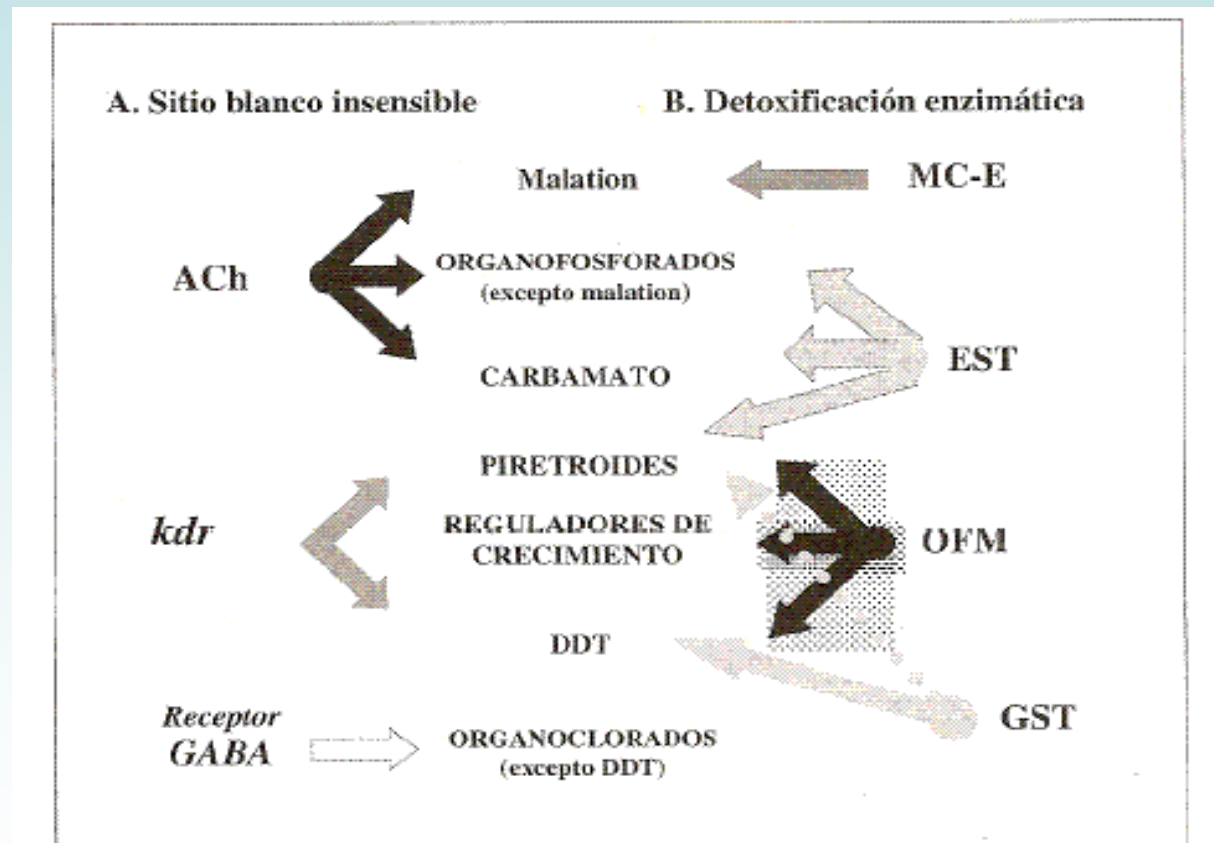 A. Sitio blanco insensible
B. Detoxificación enzimática
Malation
MC-E
ACh
ORGANOFOSFORADOS
(excepto malation)
EST
CARBAMATO
PIRETROIDES
kdr
REGULADORES DE
CRECIMIENTO
OFM
DDT
GST
Receptor
GABA
ORGANOCLORADOS
(excepto DDT)